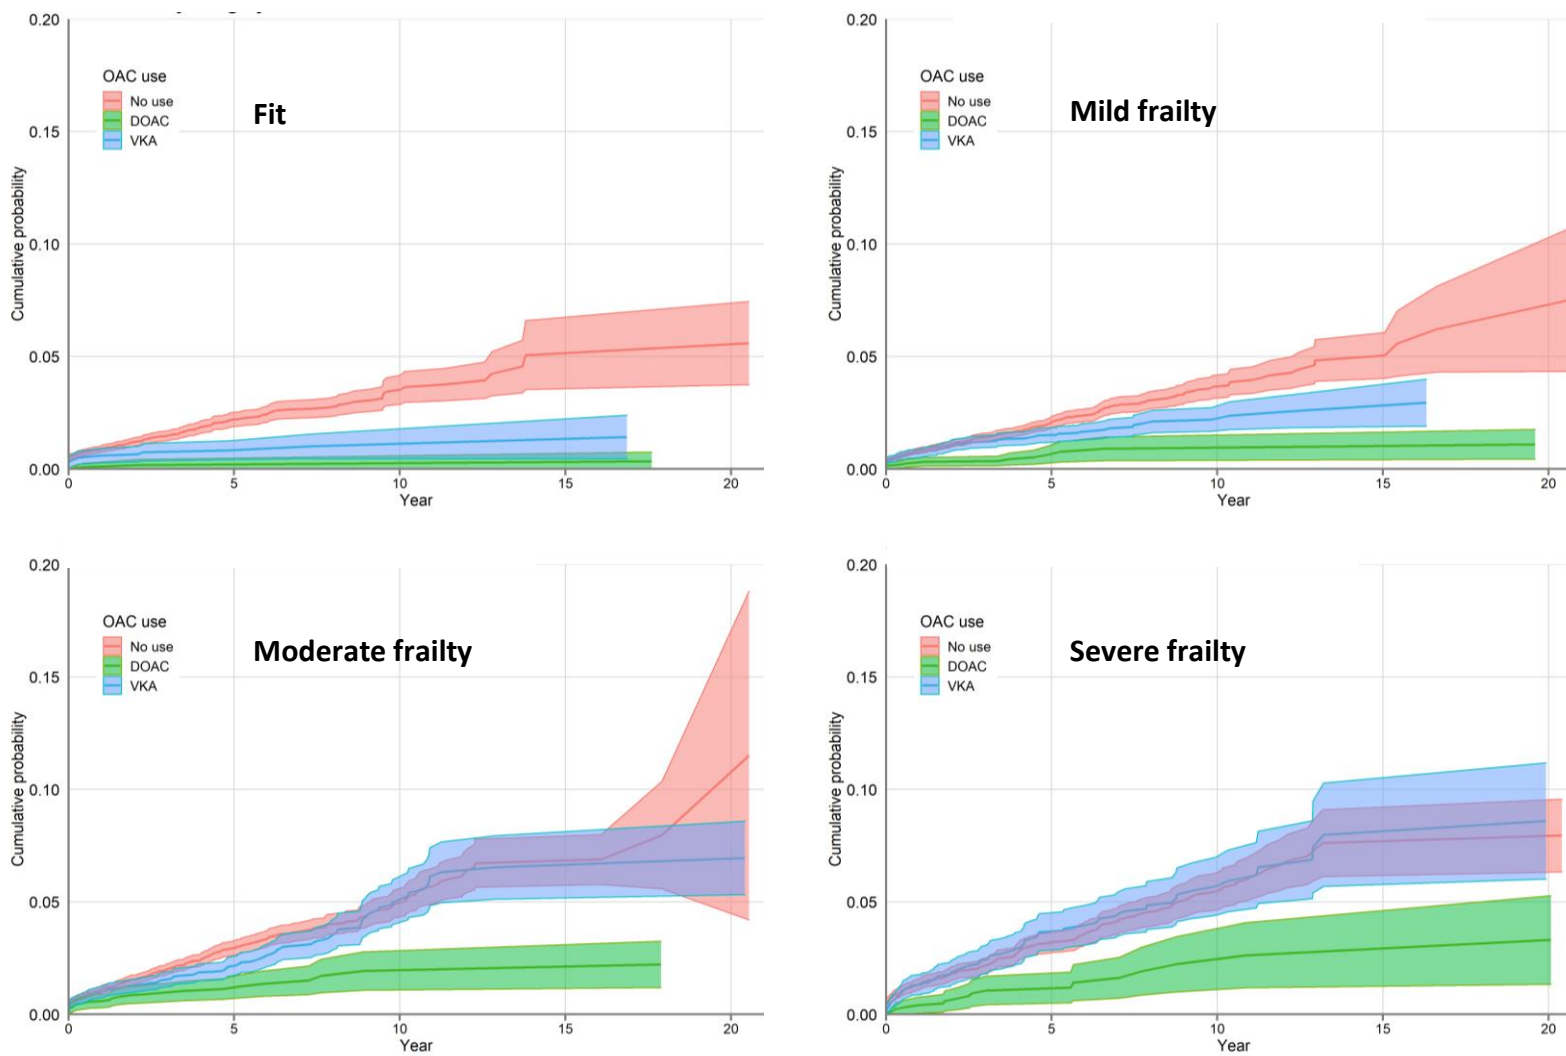 0.20
0.15
0.10
0.05
0.00
Cumulative probability
OAC use
No use
DOAC
VKA
Fit
0 5 10 15 20
Year
0.20
0.15
0.10
0.05
0.00
Cumulative probability
OAC use
No use
DOAC
VKA
Mild frailty
0 5 10 15 20
Year
0.20
0.15
0.10
0.05
0.00
Cumulative probability
OAC use
No use
DOAC
VKA
Moderate frailty
0 5 10 15 20
Year
0.20
0.15
0.10
0.05
0.00
Cumulative probability
OAC use
No use
DOAC
VKA
Severe frailty
0 5 10 15 20
Year